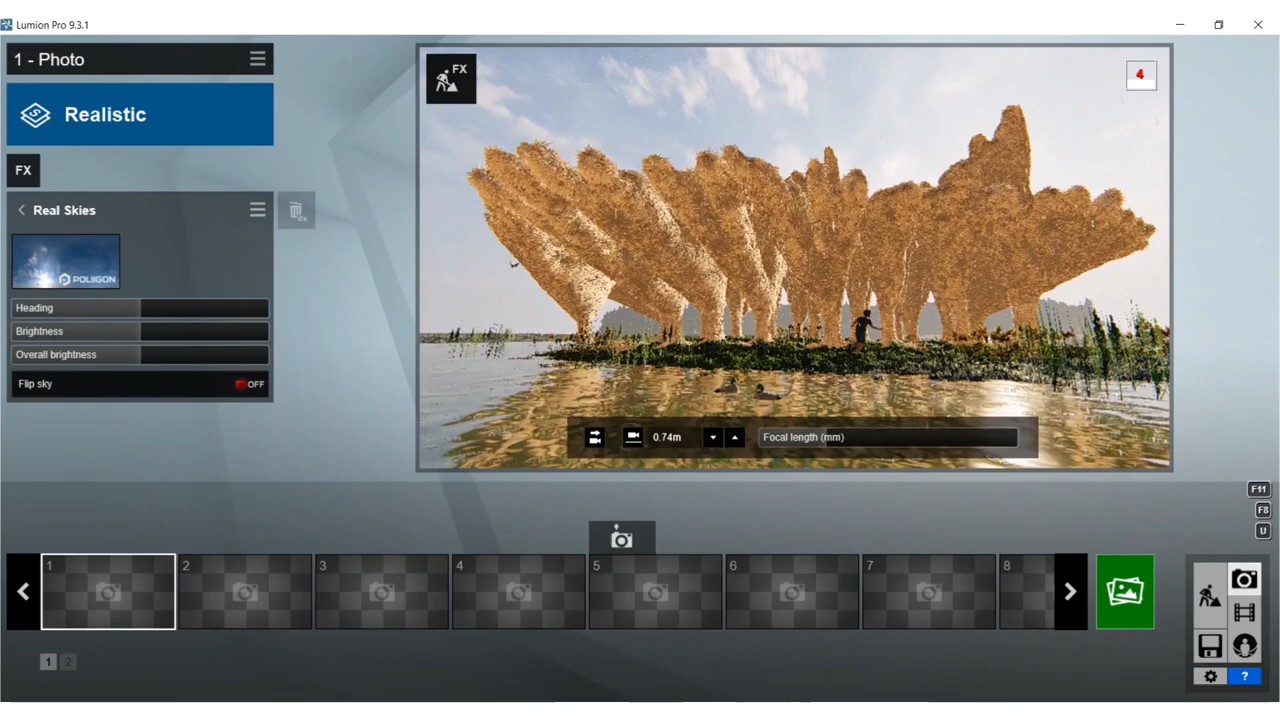 Lumion Pro 9.3.1
1 - Photo
Realistic
FX
Real Skies
POLIIGON
Heading
Brightness
Overall brightness
Flip sky
OFF
FX
4
0.74m
Focal length (mm)
F11
F8
U
1
2
3
4
5
6
7
8
1
2
?